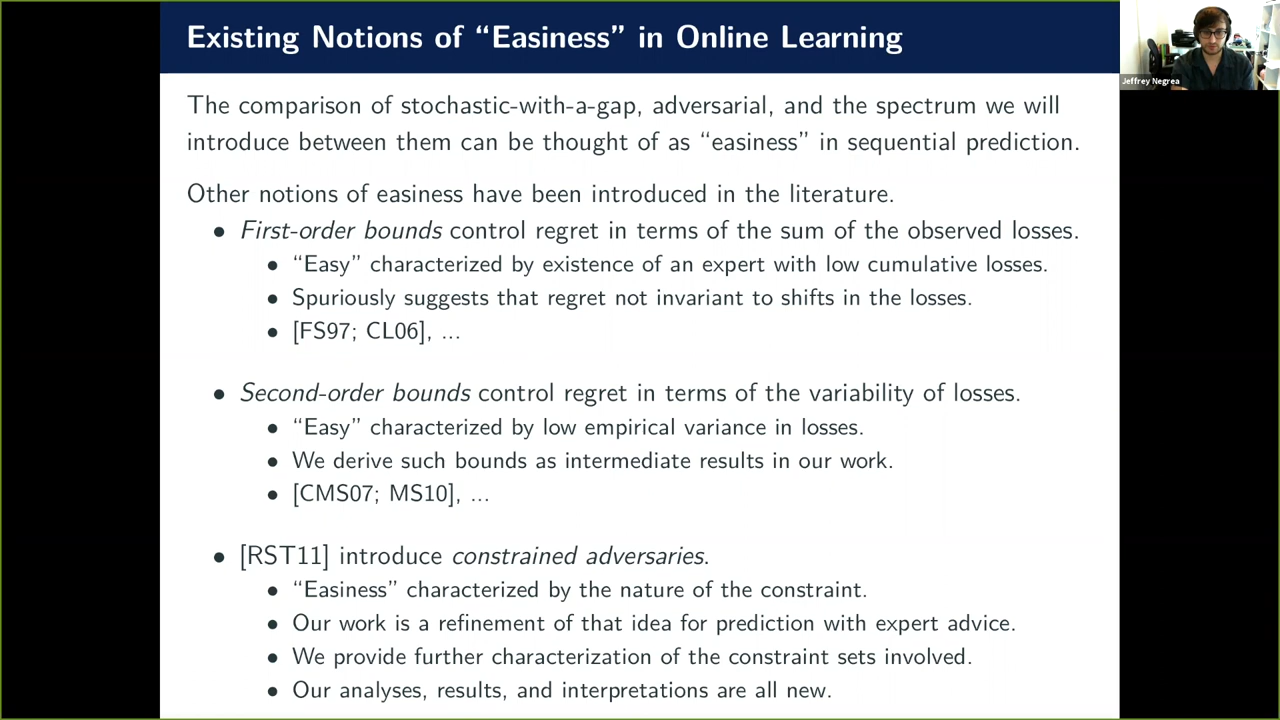 Existing Notions of “Easiness” in Online Learning
Jeffrey Negrea
The comparison of stochastic-with-a-gap, adversarial, and the spectrum we will
introduce between them can be thought of as “easiness” in sequential prediction.
Other notions of easiness have been introduced in the literature.
• First-order bounds control regret in terms of the sum of the observed losses.
• “Easy” characterized by existence of an expert with low cumulative losses.
• Spuriously suggests that regret not invariant to shifts in the losses.
• [FS97; CL06], ...
• Second-order bounds control regret in terms of the variability of losses.
• “Easy” characterized by low empirical variance in losses.
• We derive such bounds as intermediate results in our work.
• [CMS07; MS10], ...
• [RST11] introduce constrained adversaries.
• “Easiness” characterized by the nature of the constraint.
• Our work is a refinement of that idea for prediction with expert advice.
• We provide further characterization of the constraint sets involved.
• Our analyses, results, and interpretations are all new.